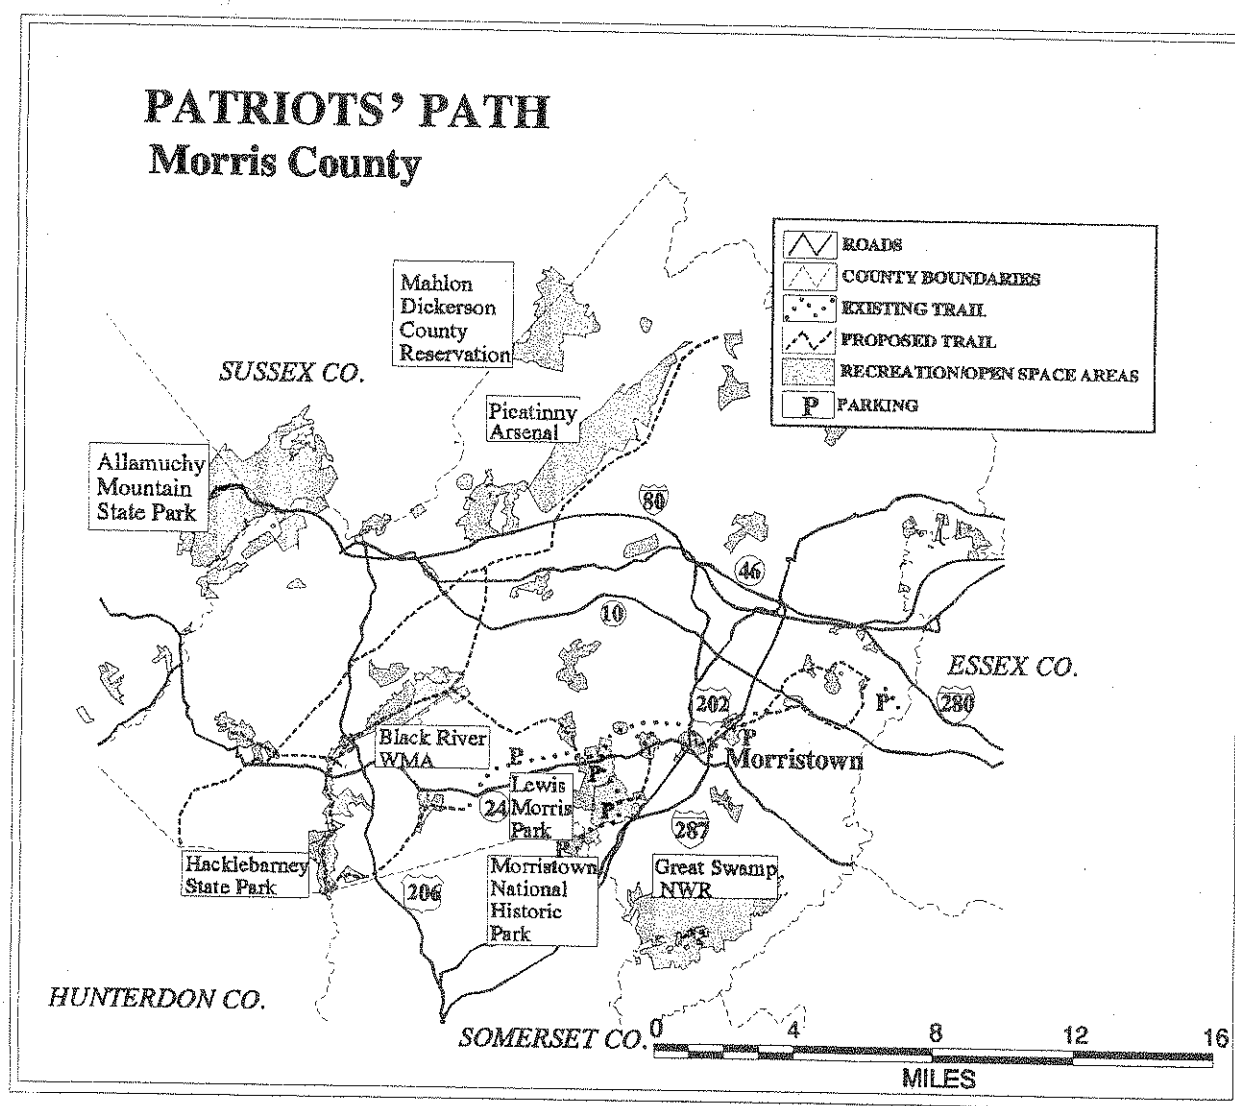 PATRIOTS' PATH
Morris County
ROADS
COUNTY BOUNDARIES
EXISTING TRAIL
PROPOSED TRAIL
RECREATION/OPEN SPACE AREAS
P PARKING
Mahlon
Dickerson
County
Reservation
SUSSEX CO.
Picatinny
Arsenal
Allamuchy
Mountain
State Park
80
46
10
ESSEX CO.
202
280
P
Black River
WMA
P
P
Morristown
P
24
Lewis
Morris
Park
P
287
P
Hacklebarney
State Park
206
Morristown
National
Historic
Park
Great Swamp
NWR
HUNTERDON CO.
SOMERSET CO.
0 4 8 12 16
MILES